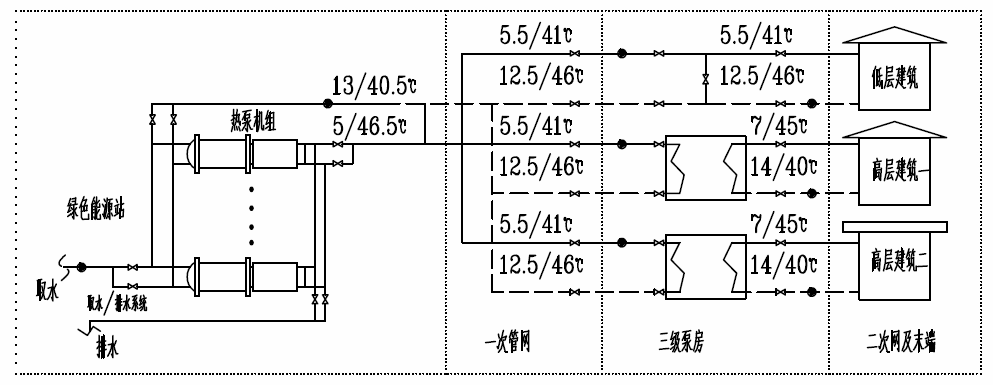 5.5/41℃
5.5/41℃
12.5/46℃
12.5/46℃
低层建筑
13/40.5℃
热泵机组
5/46.5℃
5.5/41℃
7/45℃
12.5/46℃
14/40℃
高层建筑一
绿色能源站
5.5/41℃
7/45℃
12.5/46℃
14/40℃
高层建筑二
取水
取水/排水系统
排水
一次管网
三级泵房
二次网及末端